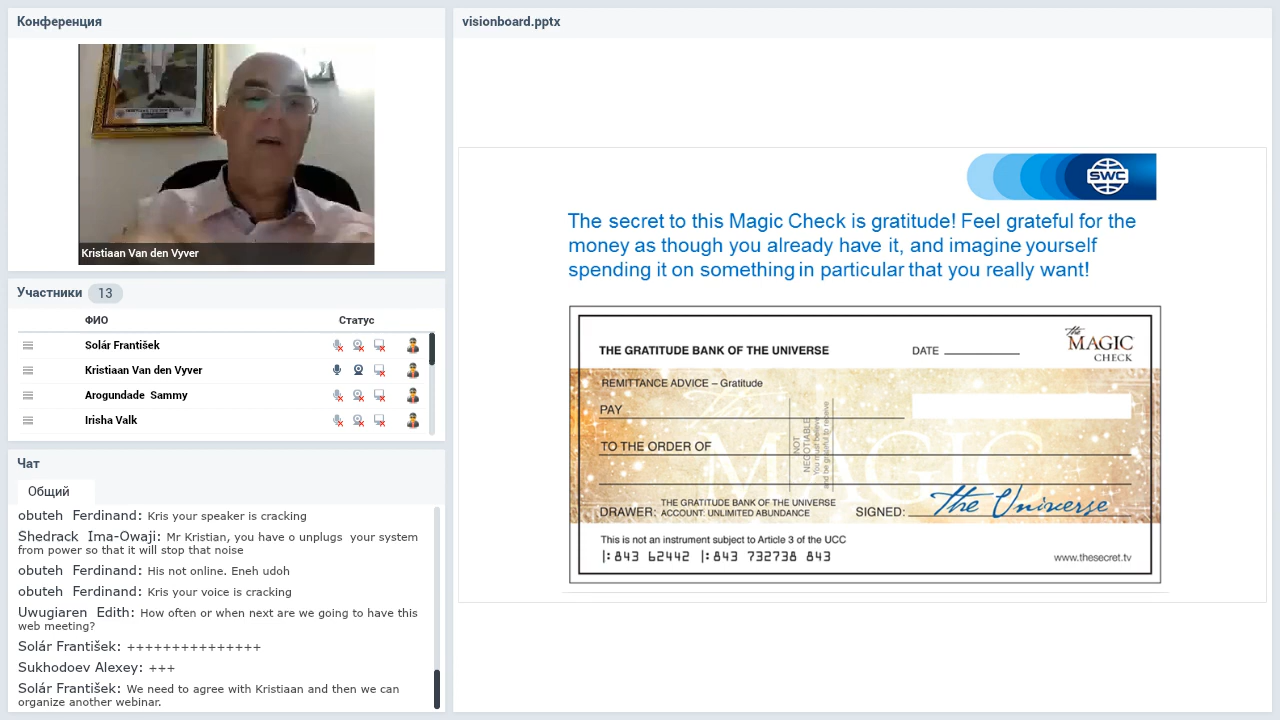 Конференция
Kristiaan Van den Vyver
Участники 13
ФИО Статус
Solár František
Kristiaan Van den Vyver
Arogundade Sammy
Irisha Valk
Чат
Общий
obuteh Ferdinand: Kris your speaker is cracking
Shedrack Ima-Owaji: Mr Kristian, you have o unplugs your system
from power so that it will stop that noise
obuteh Ferdinand: His not online. Eneh udoh
obuteh Ferdinand: Kris your voice is cracking
Uwugiaren Edith: How often or when next are we going to have this
web meeting?
Solár František: +++++++++++++++
Sukhodoev Alexey: +++
Solár František: We need to agree with Kristiaan and then we can
organize another webinar.
visionboard.pptx
SWC
The secret to this Magic Check is gratitude! Feel grateful for the
money as though you already have it, and imagine yourself
spending it on something in particular that you really want!
THE GRATITUDE BANK OF THE UNIVERSE
DATE
the
MAGIC
CHECK
REMITTANCE ADVICE – Gratitude
PAY
NOT
NEGOTIABLE
You must believe
and be grateful to receive
MAGIC
TO THE ORDER OF
DRAWER: THE GRATITUDE BANK OF THE UNIVERSE
ACCOUNT: UNLIMITED ABUNDANCE
SIGNED: the Universe
This is not an instrument subject to Article 3 of the UCC
|:843 62442 |:843 732738 843
www.thesecret.tv